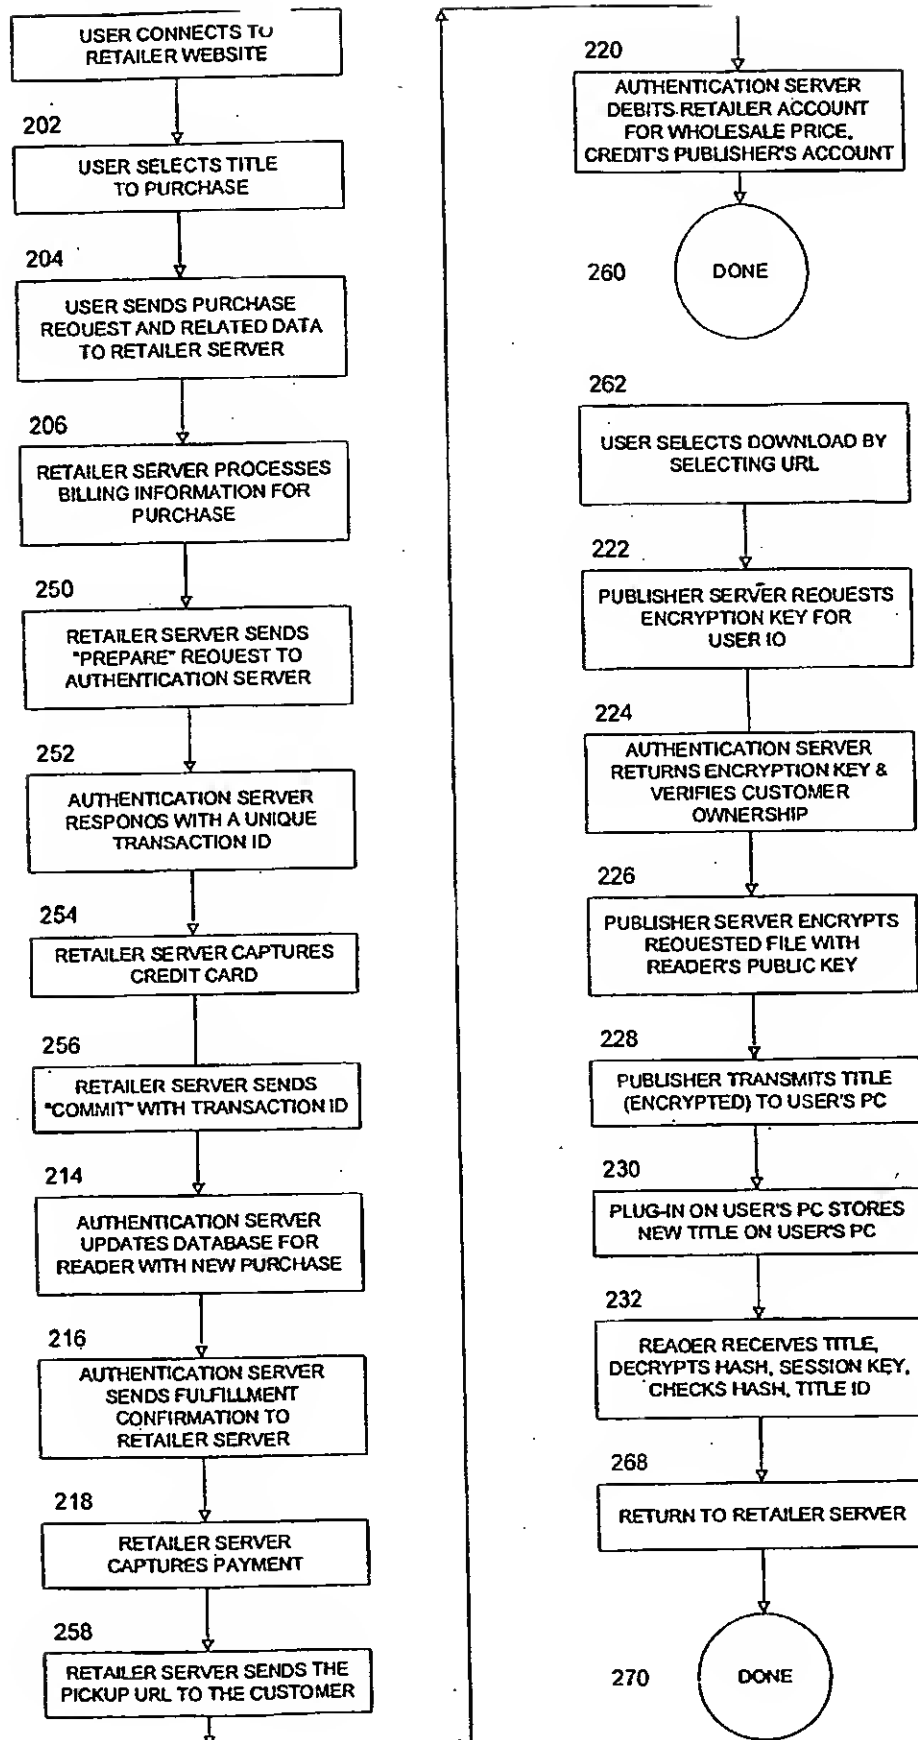 USER CONNECTS TO
RETAILER WEBSITE
202
USER SELECTS TITLE
TO PURCHASE
204
USER SENDS PURCHASE
REQUEST AND RELATED DATA
TO RETAILER SERVER
206
RETAILER SERVER PROCESSES
BILLING INFORMATION FOR
PURCHASE
250
RETAILER SERVER SENDS
"PREPARE" REQUEST TO
AUTHENTICATION SERVER
252
AUTHENTICATION SERVER
RESPONDS WITH A UNIQUE
TRANSACTION ID
254
RETAILER SERVER CAPTURES
CREDIT CARD
256
RETAILER SERVER SENDS
"COMMIT" WITH TRANSACTION ID
214
AUTHENTICATION SERVER
UPDATES DATABASE FOR
READER WITH NEW PURCHASE
216
AUTHENTICATION SERVER
SENDS FULFILLMENT
CONFIRMATION TO
RETAILER SERVER
218
RETAILER SERVER
CAPTURES PAYMENT
258
RETAILER SERVER SENDS THE
PICKUP URL TO THE CUSTOMER
220
AUTHENTICATION SERVER
DEBITS RETAILER ACCOUNT
FOR WHOLESALE PRICE,
CREDIT'S PUBLISHER'S ACCOUNT
260
DONE
262
USER SELECTS DOWNLOAD BY
SELECTING URL
222
PUBLISHER SERVER REQUESTS
ENCRYPTION KEY FOR
USER ID
224
AUTHENTICATION SERVER
RETURNS ENCRYPTION KEY &
VERIFIES CUSTOMER
OWNERSHIP
226
PUBLISHER SERVER ENCRYPTS
REQUESTED FILE WITH
READER'S PUBLIC KEY
228
PUBLISHER TRANSMITS TITLE
(ENCRYPTED) TO USER'S PC
230
PLUG-IN ON USER'S PC STORES
NEW TITLE ON USER'S PC
232
READER RECEIVES TITLE,
DECRYPTS HASH, SESSION KEY,
CHECKS HASH, TITLE ID
268
RETURN TO RETAILER SERVER
270
DONE